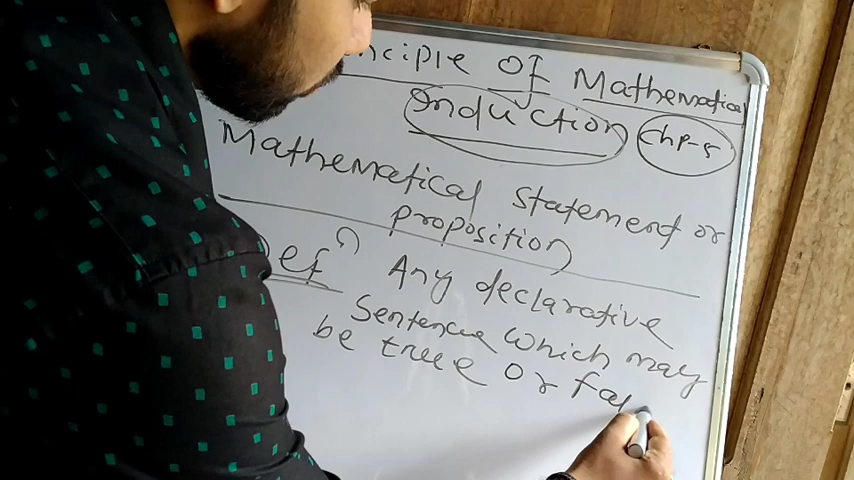 nciple of Mathematical
Induction Chp-5
Mathematical Statement or
proposition
Def Any declarative
Sentence which may
be true or fal